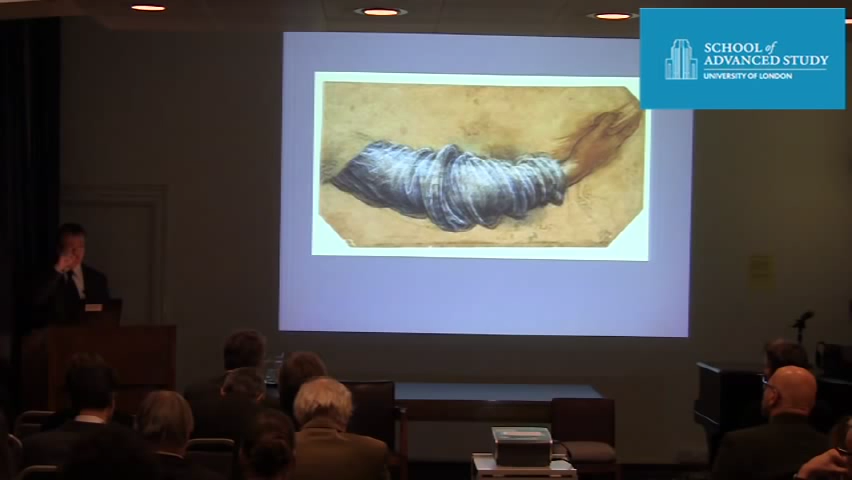 SCHOOL of
ADVANCED STUDY
UNIVERSITY OF LONDON